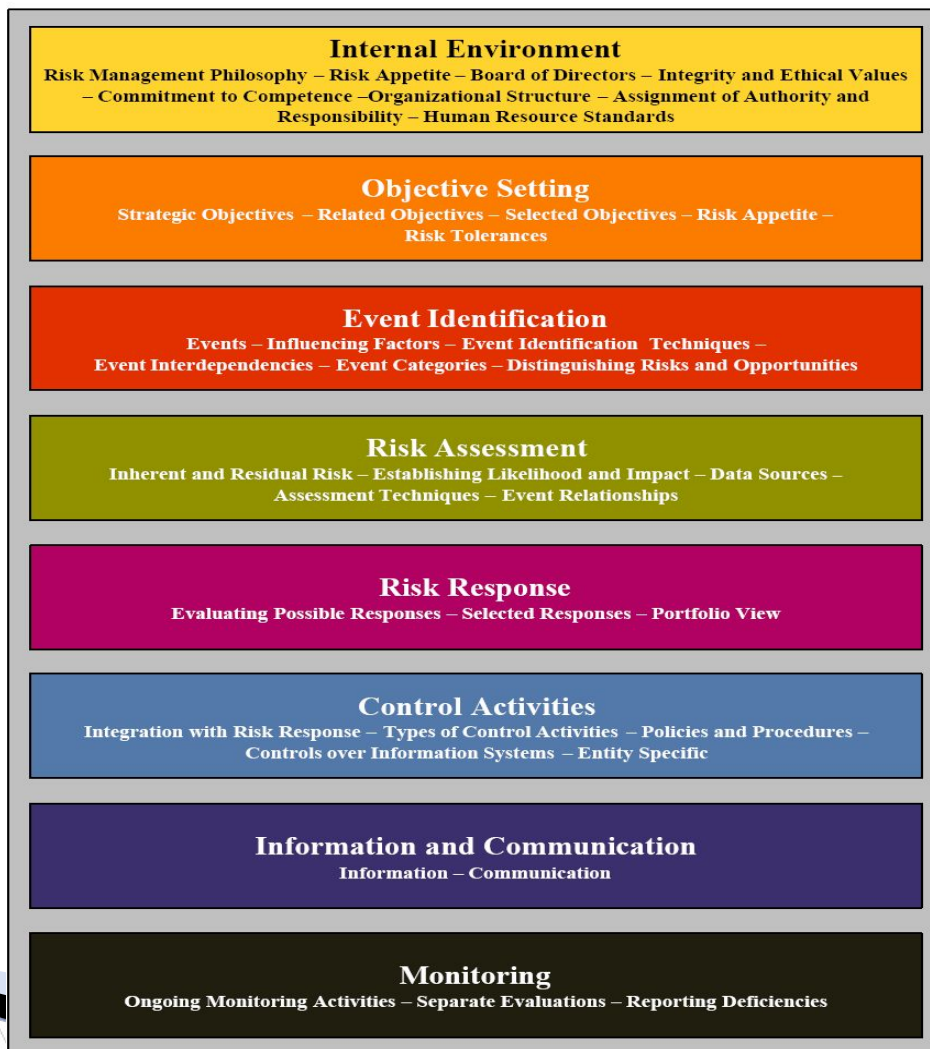 Internal Environment
Risk Management Philosophy – Risk Appetite – Board of Directors – Integrity and Ethical Values
– Commitment to Competence –Organizational Structure – Assignment of Authority and
Responsibility – Human Resource Standards
Objective Setting
Strategic Objectives – Related Objectives – Selected Objectives – Risk Appetite –
Risk Tolerances
Event Identification
Events – Influencing Factors – Event Identification Techniques –
Event Interdependencies – Event Categories – Distinguishing Risks and Opportunities
Risk Assessment
Inherent and Residual Risk – Establishing Likelihood and Impact – Data Sources –
Assessment Techniques – Event Relationships
Risk Response
Evaluating Possible Responses – Selected Responses – Portfolio View
Control Activities
Integration with Risk Response – Types of Control Activities – Policies and Procedures –
Controls over Information Systems – Entity Specific
Information and Communication
Information – Communication
Monitoring
Ongoing Monitoring Activities – Separate Evaluations – Reporting Deficiencies